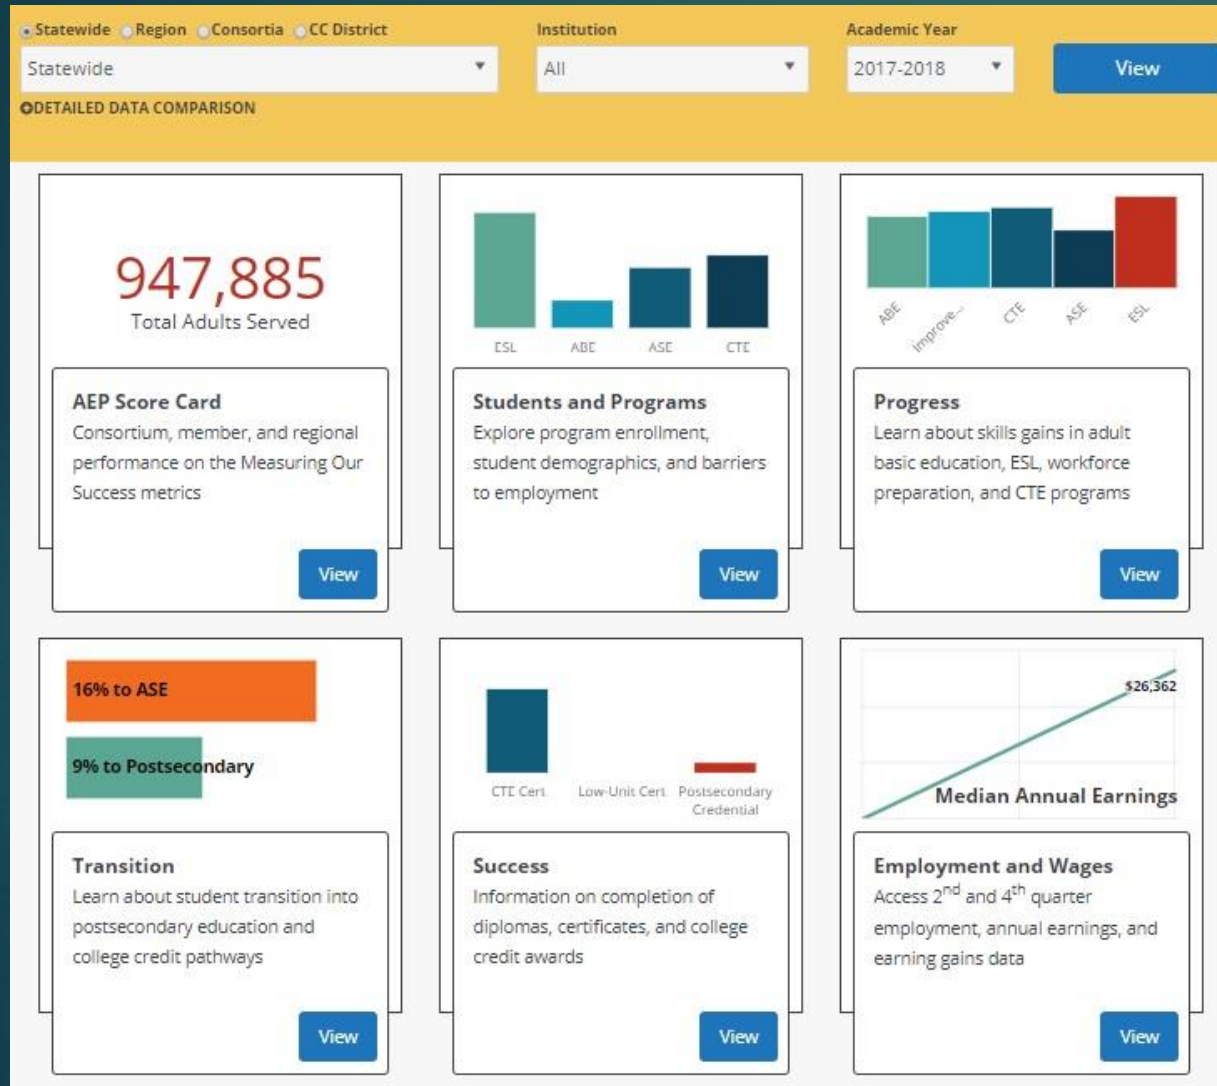 Statewide Region Consortia CC District
Institution
Academic Year
Statewide
All
2017-2018
View
DETAILED DATA COMPARISON
947,885
Total Adults Served
AEP Score Card
Consortium, member, and regional
performance on the Measuring Our
Success metrics
View
ESL ABE ASE CTE
Students and Programs
Explore program enrollment,
student demographics, and barriers
to employment
View
ABE improve... CTE ASE ESL
Progress
Learn about skills gains in adult
basic education, ESL, workforce
preparation, and CTE programs
View
16% to ASE
9% to Postsecondary
Transition
Learn about student transition into
postsecondary education and
college credit pathways
View
CTE Cert Low-Unit Cert Postsecondary
Credential
Success
Information on completion of
diplomas, certificates, and college
credit awards
View
$26,362
Median Annual Earnings
Employment and Wages
Access 2nd and 4th quarter
employment, annual earnings, and
earning gains data
View